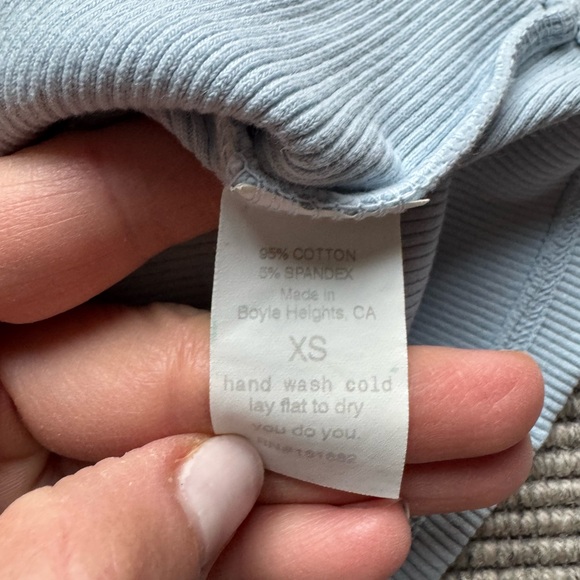 95% COTTON
5% SPANDEX
Made in
Boyle Heights, CA
XS
hand wash cold
lay flat to dry
you do you.